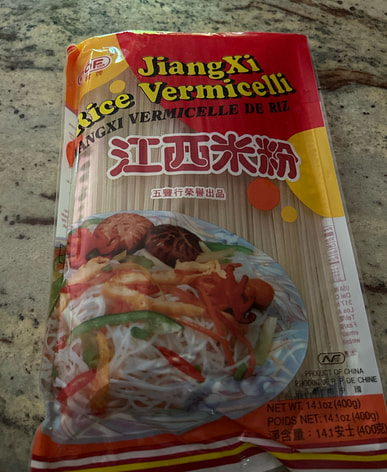 JiangXi
Rice Vermicelli
JIANGXI VERMICELLE DE RIZ
江西米粉
五豐行榮譽出品
PRODUCT OF CHINA
PRODUIT DE CHINE
NET WT. 14.1oz (400g)
POIDS NET: 14.1oz (400g)
淨含量：14.1安士 (400克)